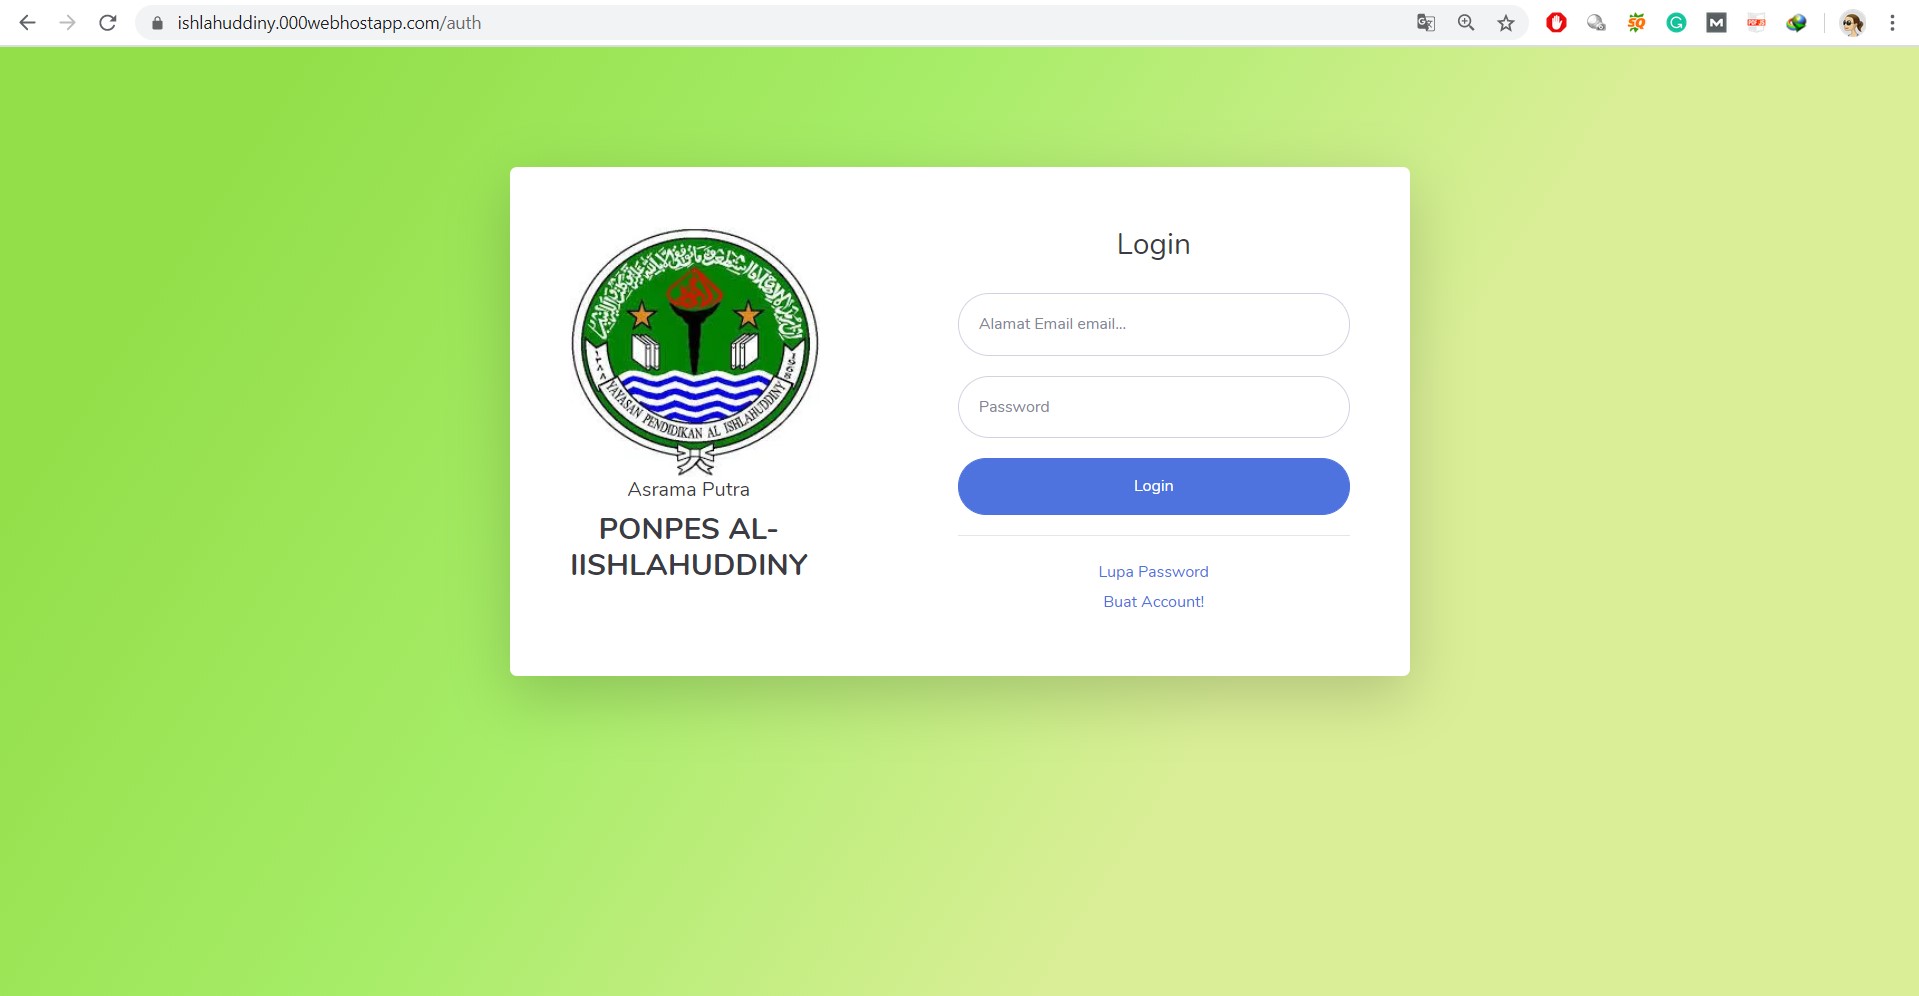 ishlahuddiny.000webhostapp.com/auth
YAYASAN PENDIDIKAN AL ISHLAHUDDINY
Asrama Putra
PONPES AL-
IISHLAHUDDINY
Login
Alamat Email email...
Password
Login
Lupa Password
Buat Account!